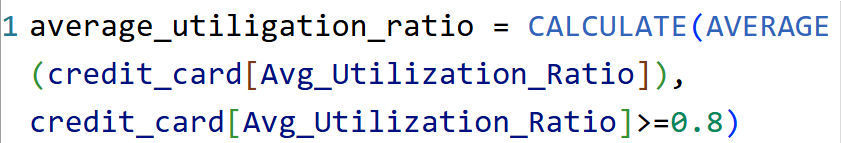 1 average_utiligation_ratio = CALCULATE(AVERAGE
(credit_card[Avg_Utilization_Ratio]),
credit_card[Avg_Utilization_Ratio]>=0.8)